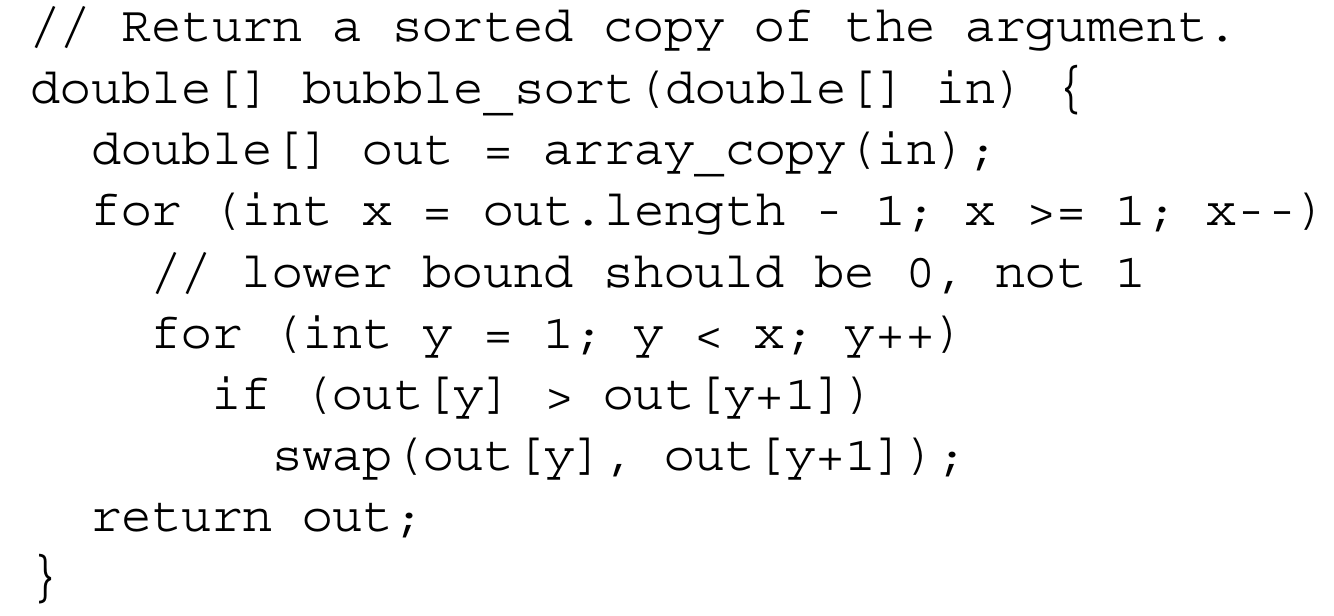 // Return a sorted copy of the argument.
double[] bubble_sort(double[] in) {
  double[] out = array_copy(in);
  for (int x = out.length - 1; x >= 1; x--)
    // lower bound should be 0, not 1
    for (int y = 1; y < x; y++)
      if (out[y] > out[y+1])
        swap(out[y], out[y+1]);
  return out;
}